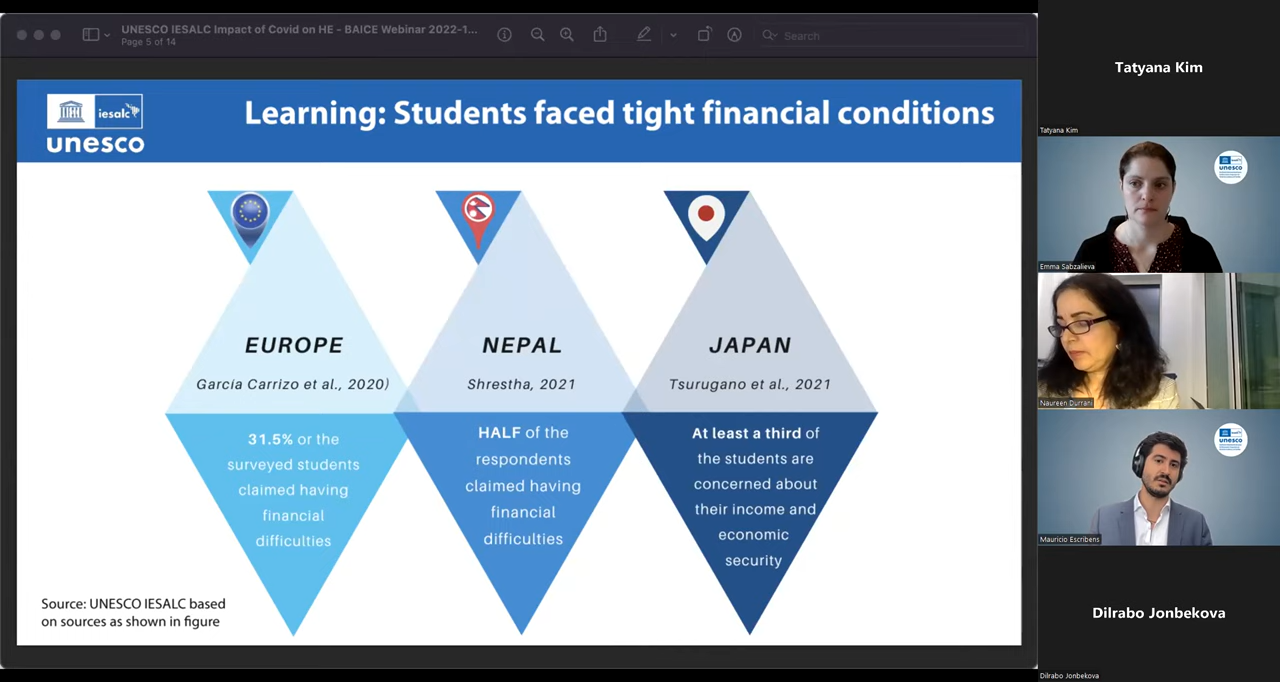 UNESCO IESALC Impact of Covid on HE - BAICE Webinar 2022-1...
Page 5 of 14
Search
iesalc
unesco
Learning: Students faced tight financial conditions
EUROPE
García Carrizo et al., 2020)
31.5% or the
surveyed students
claimed having
financial
difficulties
NEPAL
Shrestha, 2021
HALF of the
respondents
claimed having
financial
difficulties
JAPAN
Tsurugano et al., 2021
At least a third of
the students are
concerned about
their income and
economic
security
Source: UNESCO IESALC based
on sources as shown in figure
Tatyana Kim
Tatyana Kim
unesco
Emma Sabzalieva
Naureen Durrani
unesco
Mauricio Escribens
Dilrabo Jonbekova
Dilrabo Jonbekova